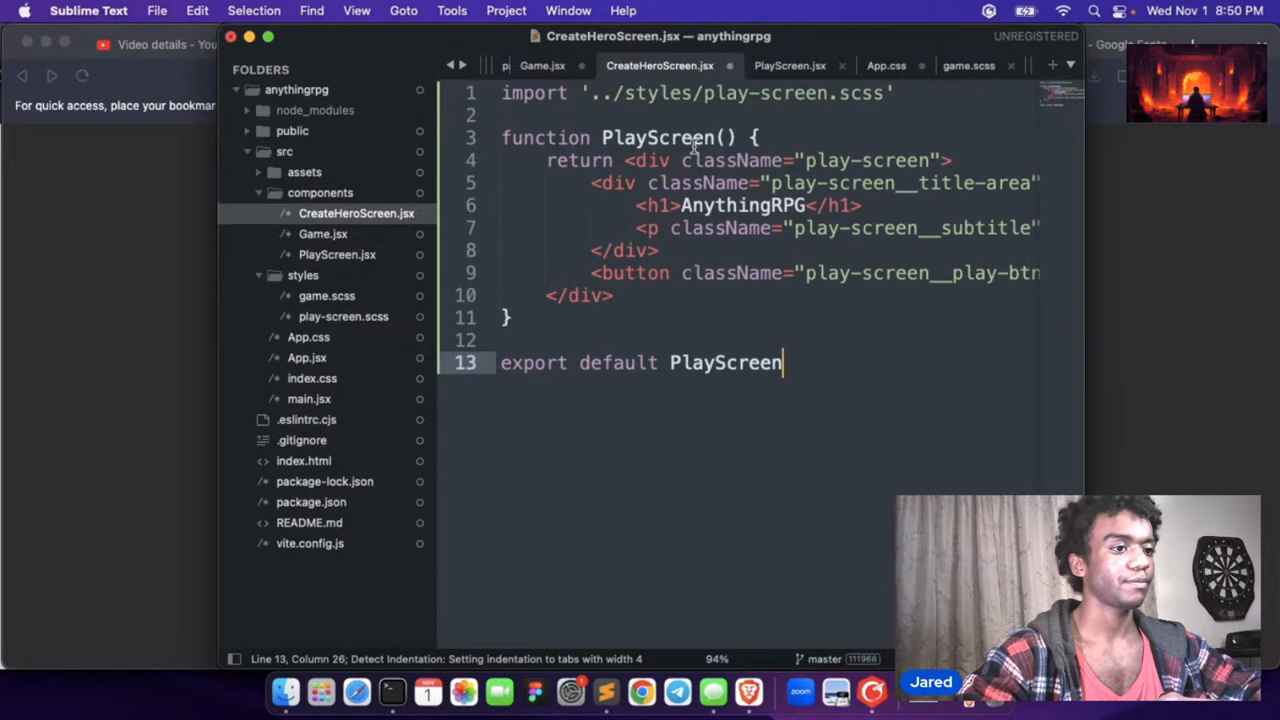 Sublime Text File Edit Selection Find View Goto Tools Project Window Help Wed Nov 1 8:50 PM
Video details - You
CreateHeroScreen.jsx — anythingrpg
UNREGISTERED
- Google Fonts
For quick access, place your bookmar
FOLDERS
anythingrpg
node_modules
public
src
assets
components
CreateHeroScreen.jsx
Game.jsx
PlayScreen.jsx
styles
game.scss
play-screen.scss
App.css
App.jsx
index.css
main.jsx
.eslintrc.cjs
.gitignore
index.html
package-lock.json
package.json
README.md
vite.config.js
p Game.jsx CreateHeroScreen.jsx PlayScreen.jsx App.css game.scss
1 import '../styles/play-screen.scss'
2
3 function PlayScreen() {
4 return <div className="play-screen">
5 <div className="play-screen__title-area"
6 <h1>AnythingRPG</h1>
7 <p className="play-screen__subtitle"
8 </div>
9 <button className="play-screen__play-btn
10 </div>
11 }
12
13 export default PlayScreen
Line 13, Column 26; Detect Indentation: Setting indentation to tabs with width 4 94% master 111968
Jared
zoom